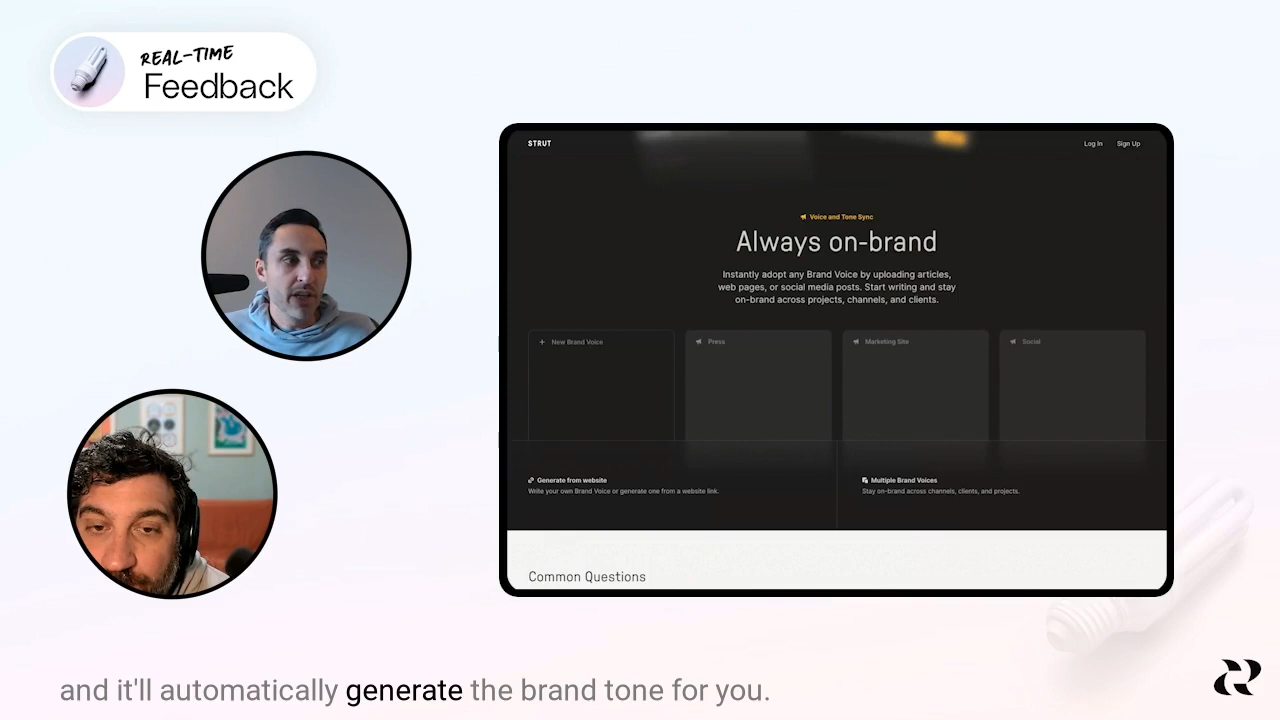 REAL-TIME
Feedback
STRUT
Log In
Sign Up
Voice and Tone Sync
Always on-brand
Instantly adopt any Brand Voice by uploading articles,
web pages, or social media posts. Start writing and stay
on-brand across projects, channels, and clients.
New Brand Voice
Press
Marketing Site
Social
Generate from website
Write your own Brand Voice or generate one from a website link.
Multiple Brand Voices
Stay on-brand across channels, clients, and projects.
Common Questions
and it'll automatically generate the brand tone for you.